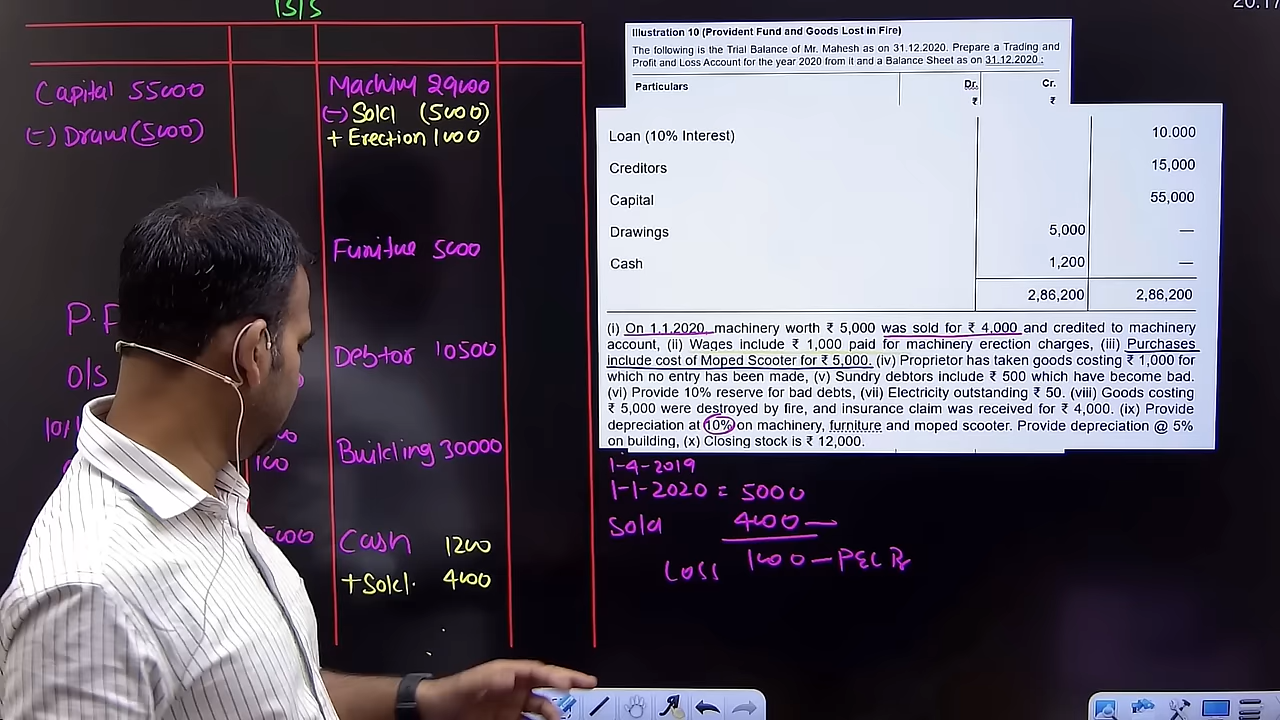 20:17
B/S
Capital 55000
(-) Draw (5000)
P.F
O/S
10/1
100
5000
Machiny 29000
(-) Sold (5000)
+ Erection 1000
Furnitue 5000
Debtor 10500
Building 30000
Cash 1200
+ Sold. 4000
Illustration 10 (Provident Fund and Goods Lost in Fire)
The following is the Trial Balance of Mr. Mahesh as on 31.12.2020. Prepare a Trading and
Profit and Loss Account for the year 2020 from it and a Balance Sheet as on 31.12.2020 :
Particulars Dr. Cr.
₹ ₹
Loan (10% Interest) 10.000
Creditors 15,000
Capital 55,000
Drawings 5,000 —
Cash 1,200 —
2,86,200 2,86,200
(i) On 1.1.2020, machinery worth ₹ 5,000 was sold for ₹ 4,000 and credited to machinery
account, (ii) Wages include ₹ 1,000 paid for machinery erection charges, (iii) Purchases
include cost of Moped Scooter for ₹ 5,000. (iv) Proprietor has taken goods costing ₹ 1,000 for
which no entry has been made, (v) Sundry debtors include ₹ 500 which have become bad.
(vi) Provide 10% reserve for bad debts, (vii) Electricity outstanding ₹ 50. (viii) Goods costing
₹ 5,000 were destroyed by fire, and insurance claim was received for ₹ 4,000. (ix) Provide
depreciation at 10% on machinery, furniture and moped scooter. Provide depreciation @ 5%
on building, (x) Closing stock is ₹ 12,000.
1-4-2019
1-1-2020 = 5000
Sold 4000 —
Loss 1000 — P&L Dr